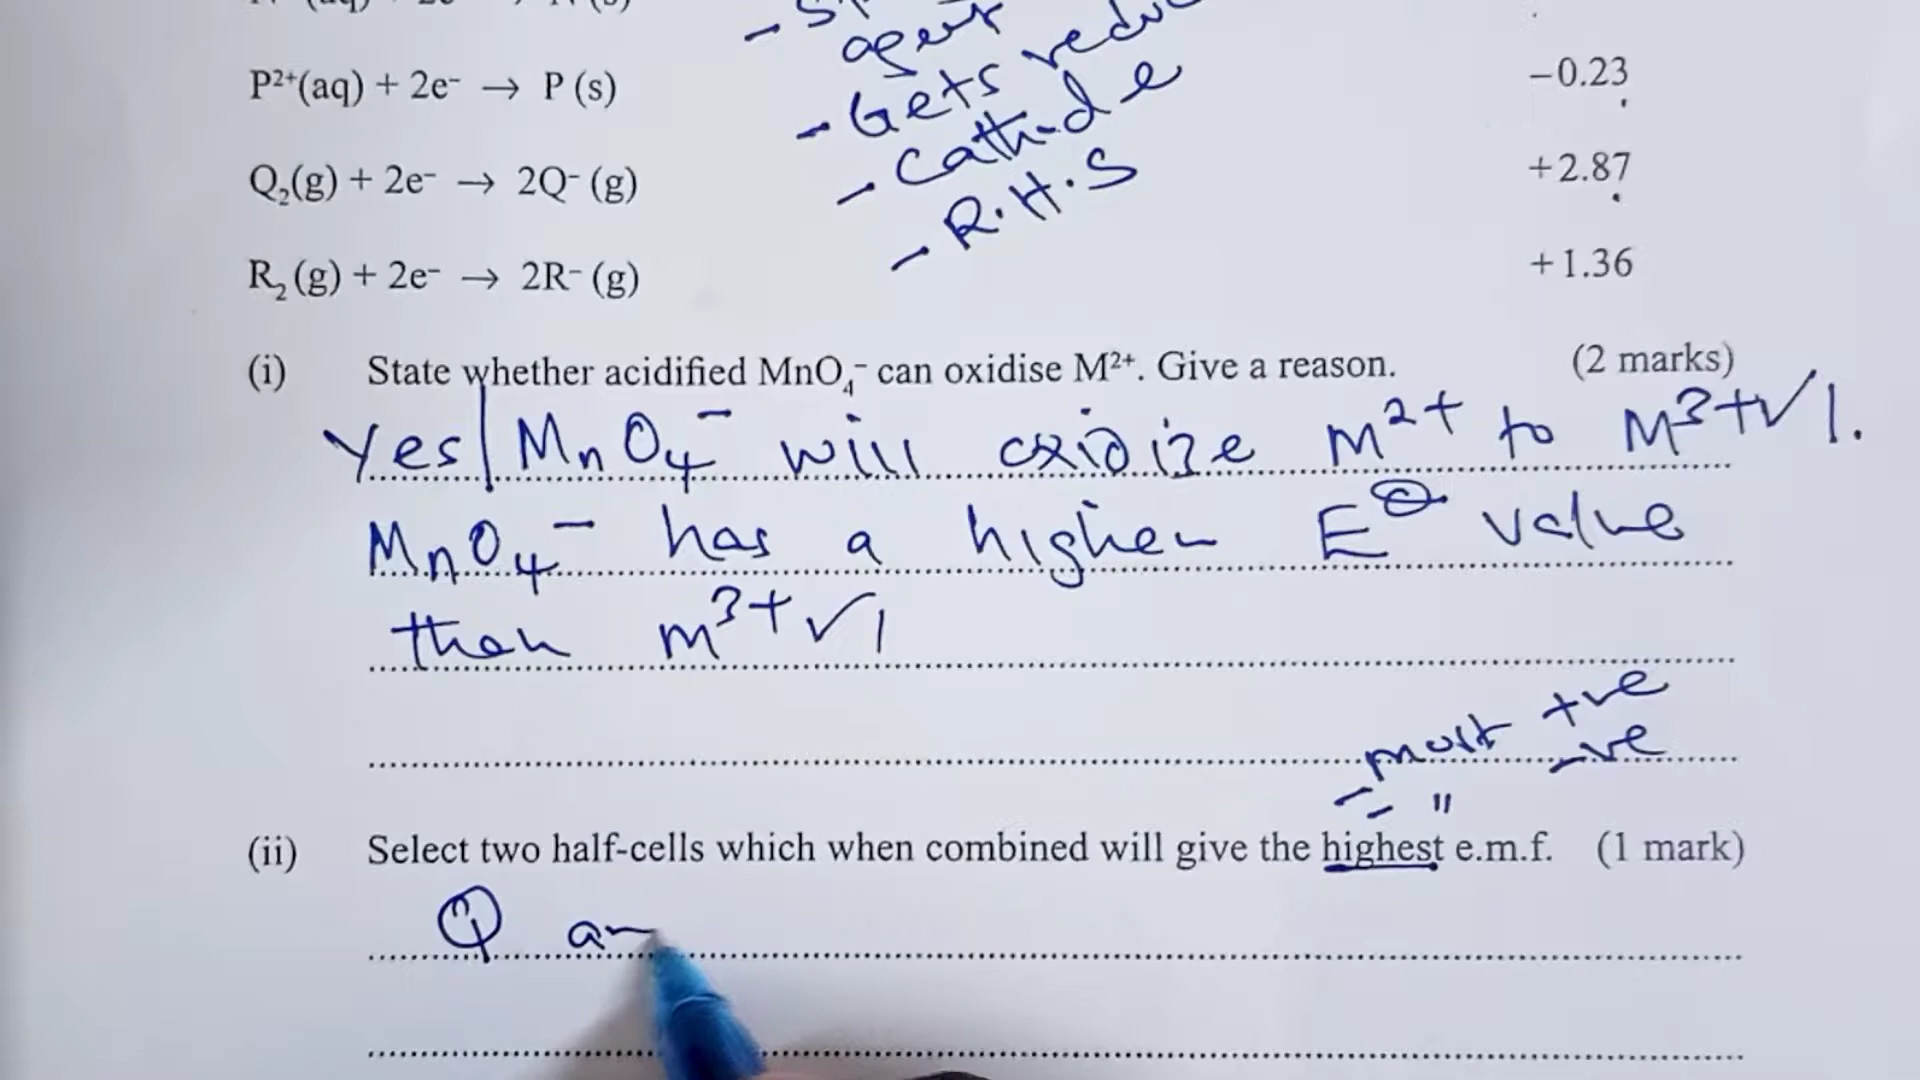 agent
- Gets
- Cathode
- R.H.S
P²⁺(aq) + 2e⁻ → P (s) −0.23
Q₂(g) + 2e⁻ → 2Q⁻ (g) +2.87
R₂ (g) + 2e⁻ → 2R⁻ (g) +1.36
(i) State whether acidified MnO₄⁻ can oxidise M²⁺. Give a reason. (2 marks)
Yes MnO₄⁻ will oxidize M²⁺ to M³⁺ ✓1.
MnO₄⁻ has a higher E⊖ value
than M³⁺ ✓1
- most +ve
- - " -ve
(ii) Select two half-cells which when combined will give the highest e.m.f. (1 mark)
Q an